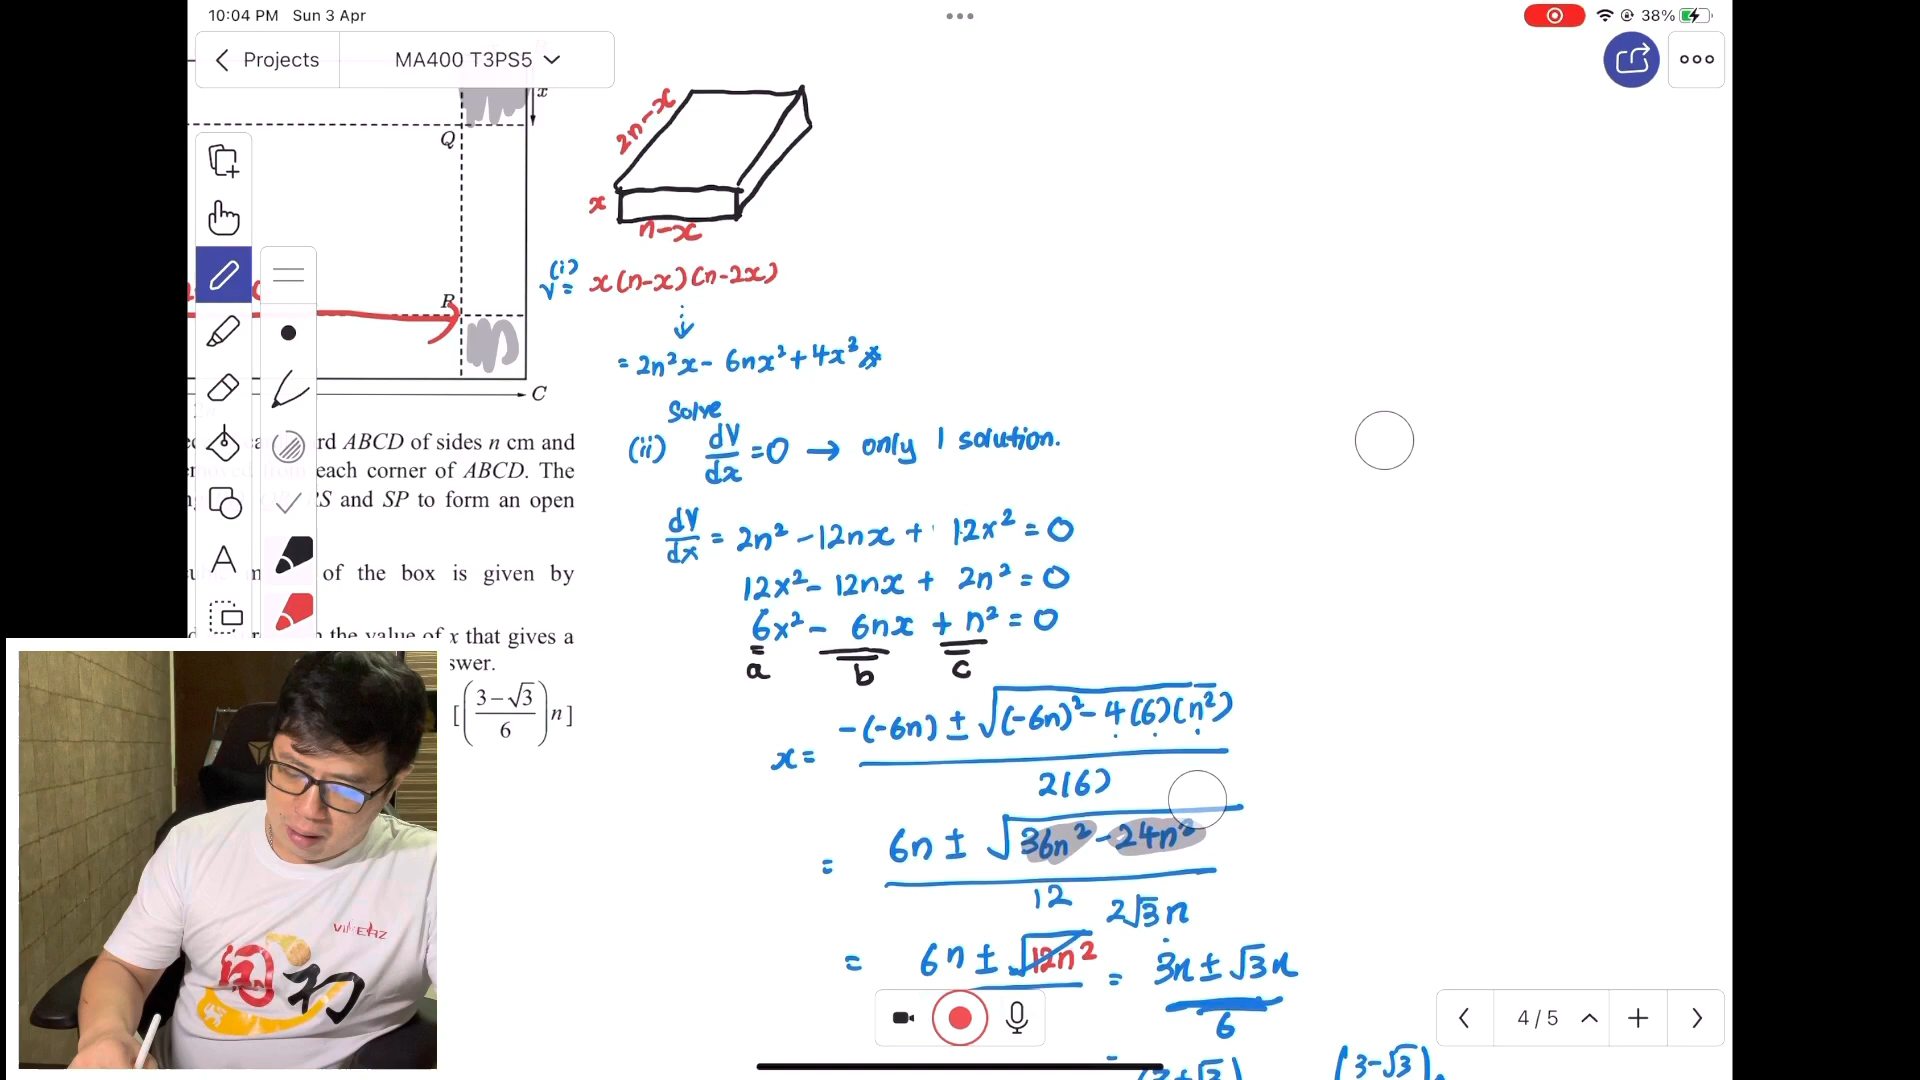 10:04 PM Sun 3 Apr
38%
Projects
MA400 T3PS5
x
Q
R
C
rd ABCD of sides n cm and
each corner of ABCD. The
S and SP to form an open
of the box is given by
the value of x that gives a
swer.
[((3−√3)/6)n]
2n-x
x
n-x
(i)
V= x(n-x)(n-2x)
= 2n²x - 6nx² + 4x³
Solve
(ii) dV/dx = 0 → only 1 solution.
dV/dx = 2n² - 12nx + 12x² = 0
12x² - 12nx + 2n² = 0
6x² - 6nx + n² = 0
a b c
x = (-(-6n) ± √((-6n)² - 4(6)(n²)))/2(6)
= (6n ± √(36n² - 24n²))/12
2√3 n
= 6n ± √12n² = (3n ± √3n)/6
=
(3-√3)
VIKERZ
4 / 5
A